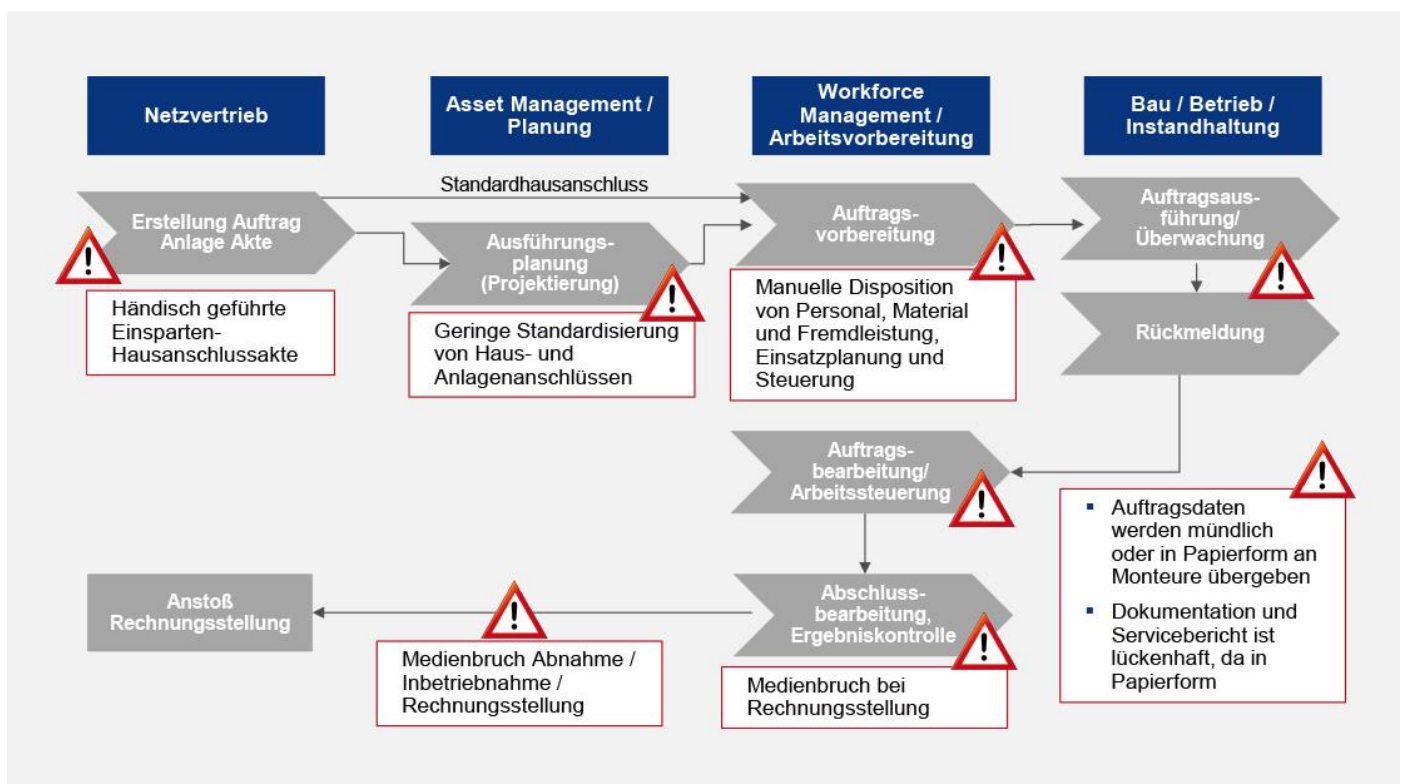 Netzvertrieb
Asset Management /
Planung
Workforce
Management /
Arbeitsvorbereitung
Bau / Betrieb /
Instandhaltung
Standardhausanschluss
Erstellung Auftrag
Anlage Akte
Ausführungs-
planung
(Projektierung)
Auftrags-
vorbereitung
Auftragsaus-
führung/
Überwachung
Händisch geführte
Einsparten-
Hausanschlussakte
Geringe Standardisierung
von Haus- und
Anlagenanschlüssen
Manuelle Disposition
von Personal, Material
und Fremdleistung,
Einsatzplanung und
Steuerung
Rückmeldung
Auftrags-
bearbeitung/
Arbeitssteuerung
▪ Auftragsdaten
werden mündlich
oder in Papierform an
Monteure übergeben
▪ Dokumentation und
Servicebericht ist
lückenhaft, da in
Papierform
Anstoß
Rechnungsstellung
Abschluss-
bearbeitung,
Ergebniskontrolle
Medienbruch Abnahme /
Inbetriebnahme /
Rechnungsstellung
Medienbruch bei
Rechnungsstellung